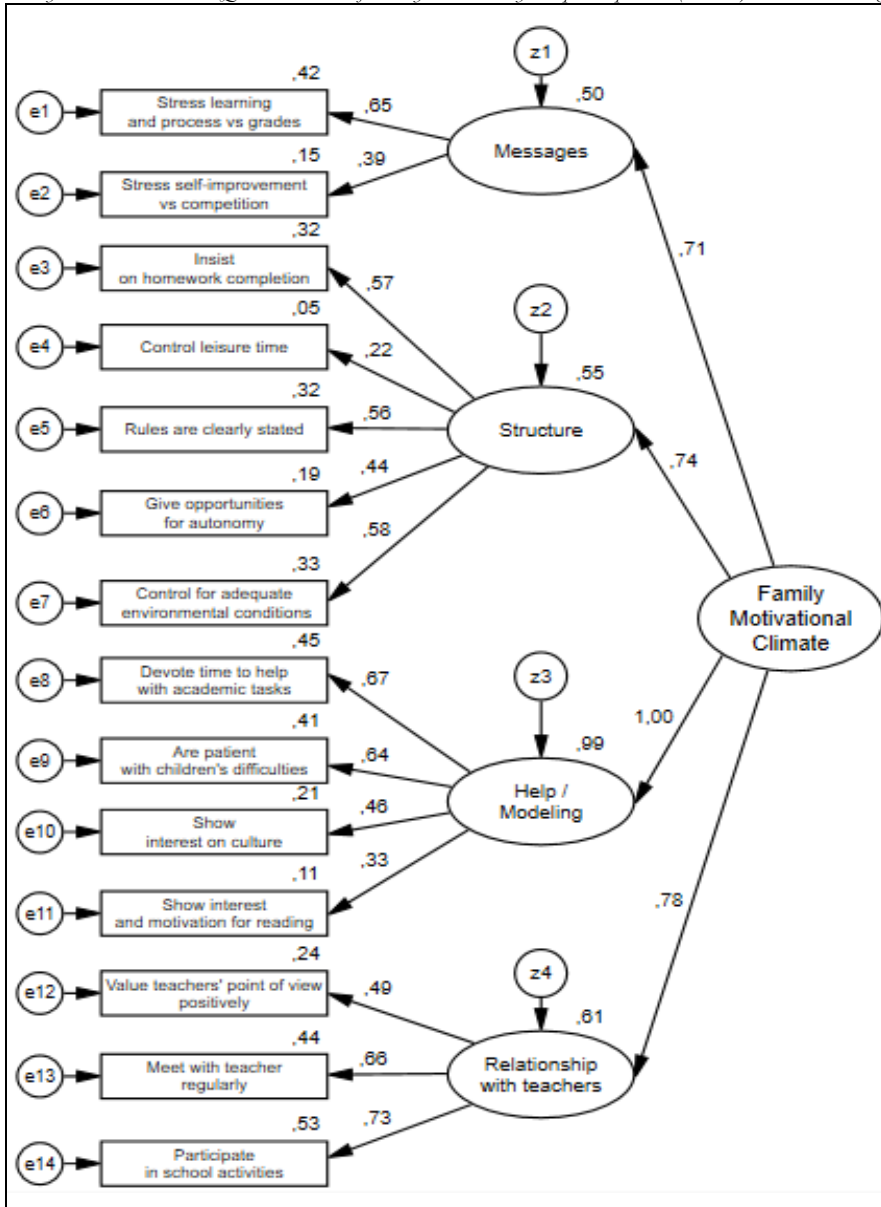 z1
,42
,50
e1
Stress learning
and process vs grades
,65
Messages
,15
,39
e2
Stress self-improvement
vs competition
,32
,71
e3
Insist
on homework completion
,57
z2
,05
e4
Control leisure time
,22
,55
,32
e5
Rules are clearly stated
,56
Structure
,74
,19
,44
e6
Give opportunities
for autonomy
,58
,33
e7
Control for adequate
environmental conditions
Family
Motivational
Climate
,45
e8
Devote time to help
with academic tasks
,67
z3
1,00
,41
,99
e9
Are patient
with children's difficulties
,64
Help /
Modeling
,21
,46
e10
Show
interest on culture
,33
,11
,78
e11
Show interest
and motivation for reading
,24
z4
e12
Value teachers' point of view
positively
,49
,61
,44
e13
Meet with teacher
regularly
,66
Relationship
with teachers
,53
,73
e14
Participate
in school activities